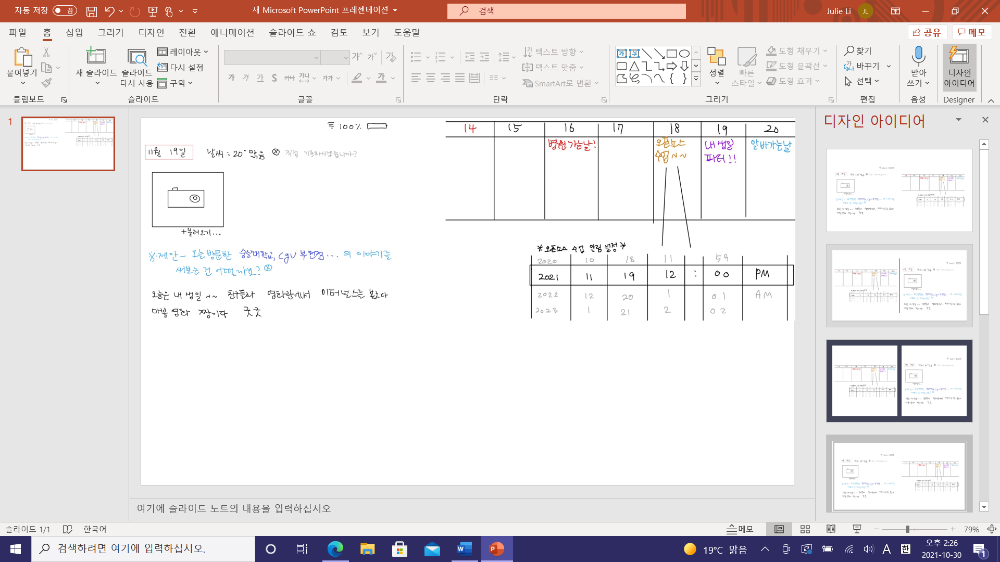 자동 저장 끔
새 Microsoft PowerPoint 프레젠테이션
검색
Julie Li JL
파일 홈 삽입 그리기 디자인 전환 애니메이션 슬라이드 쇼 검토 보기 도움말
공유 메모
붙여넣기
클립보드
새 슬라이드
슬라이드 다시 사용
레이아웃
다시 설정
구역
슬라이드
가 가
가 가 가 S 가나 가나 가가 가
글꼴
텍스트 방향
텍스트 맞춤
SmartArt로 변환
단락
정렬
빠른 스타일
도형 채우기
도형 윤곽선
도형 효과
그리기
찾기
바꾸기
선택
편집
받아쓰기
음성
디자인 아이디어
Designer
1
100%
11월 19일
날씨 : 20° 맑음 ⊗ 직접 기록하시겠습니까?
+불러오기...
※제안- 오늘 방문한 숭실대학교, cgv 부천점... 의 이야기를
써보는 건 어떨까요? ⊗
오늘은 내 생일 ~~ 친구들과 영화관에서 이터널스를 봤다
마블 영화 짱이다 굿굿
14 15 16 17 18 19 20
병원 가는날!
오픈소스 수업 ~~
내 생일 파티!!
알바가는날
*오픈소스 수업 알림 설정*
2020 10 18 11 59
2021 11 19 12 : 00 PM
2022 12 20 1 01 AM
2023 1 21 2 02
디자인 아이디어
여기에 슬라이드 노트의 내용을 입력하십시오
슬라이드 1/1 한국어
메모
79%
검색하려면 여기에 입력하십시오.
19°C 맑음
A 한
오후 2:26
2021-10-30
1